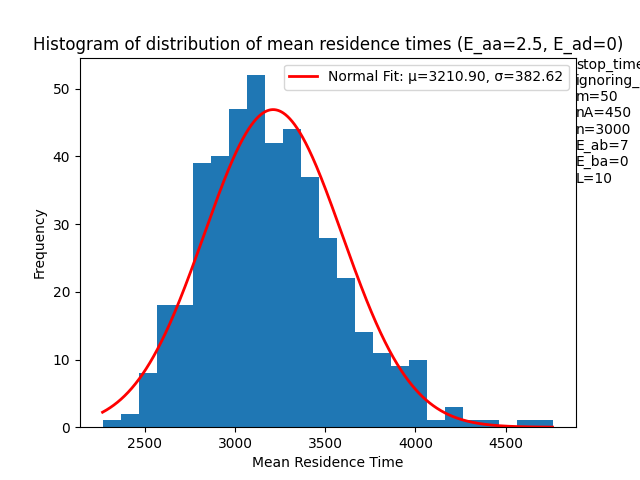 Histogram of distribution of mean residence times (E_aa=2.5, E_ad=0)
Normal Fit: μ=3210.90, σ=382.62
stop_time
ignoring_
m=50
nA=450
n=3000
E_ab=7
E_ba=0
L=10
50
40
30
20
10
0
Frequency
2500 3000 3500 4000 4500
Mean Residence Time